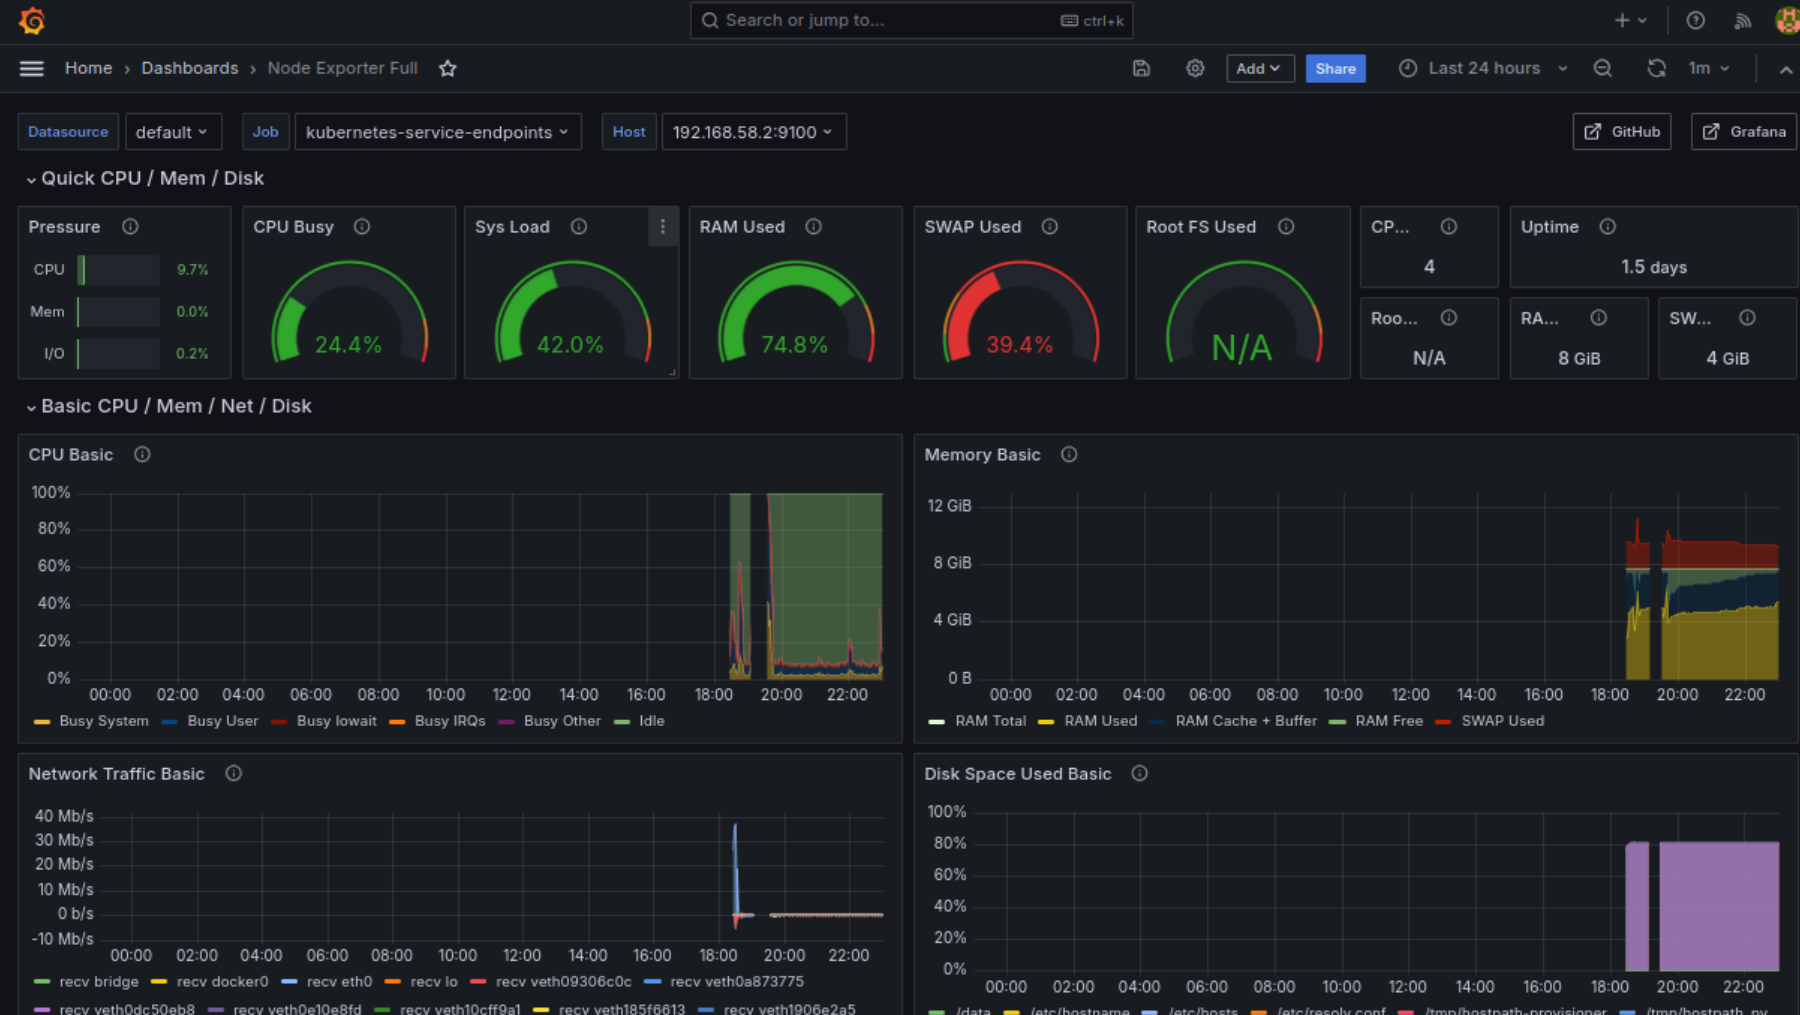 Search or jump to...  ctrl+k
Home › Dashboards › Node Exporter Full  Add  Share  Last 24 hours  1m
Datasource  default  Job  kubernetes-service-endpoints  Host  192.168.58.2:9100  GitHub  Grafana
Quick CPU / Mem / Disk
Pressure
CPU 9.7%
Mem 0.0%
I/O 0.2%
CPU Busy
24.4%
Sys Load
42.0%
RAM Used
74.8%
SWAP Used
39.4%
Root FS Used
N/A
CP...
4
Uptime
1.5 days
Roo...
N/A
RA...
8 GiB
SW...
4 GiB
Basic CPU / Mem / Net / Disk
CPU Basic
100%
80%
60%
40%
20%
0%
00:00 02:00 04:00 06:00 08:00 10:00 12:00 14:00 16:00 18:00 20:00 22:00
Busy System  Busy User  Busy Iowait  Busy IRQs  Busy Other  Idle
Memory Basic
12 GiB
8 GiB
4 GiB
0 B
00:00 02:00 04:00 06:00 08:00 10:00 12:00 14:00 16:00 18:00 20:00 22:00
RAM Total  RAM Used  RAM Cache + Buffer  RAM Free  SWAP Used
Network Traffic Basic
40 Mb/s
30 Mb/s
20 Mb/s
10 Mb/s
0 b/s
-10 Mb/s
00:00 02:00 04:00 06:00 08:00 10:00 12:00 14:00 16:00 18:00 20:00 22:00
recv bridge  recv docker0  recv eth0  recv lo  recv veth09306c0c  recv veth0a873775
recv veth0dc50eb8  recv veth0e10e8fd  recv veth10cff9a1  recv veth185f6613  recv veth1906e2a5
Disk Space Used Basic
100%
80%
60%
40%
20%
0%
00:00 02:00 04:00 06:00 08:00 10:00 12:00 14:00 16:00 18:00 20:00 22:00
/data  /etc/hostname  /etc/hosts  /etc/resolv.conf  /tmp/hostpath-provisioner  /tmp/hostpath_pv